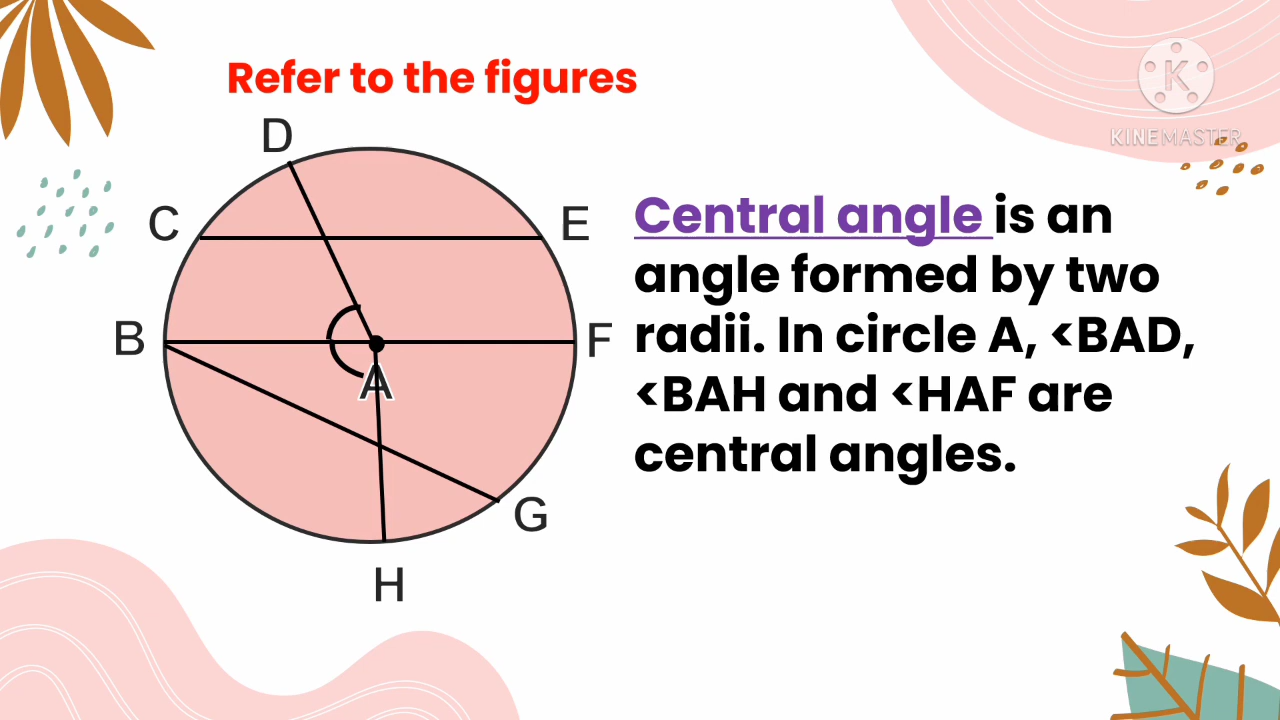 Refer to the figures
K
KINEMASTER
D
C
E
B
F
A
G
H
Central angle is an
angle formed by two
radii. In circle A, <BAD,
<BAH and <HAF are
central angles.